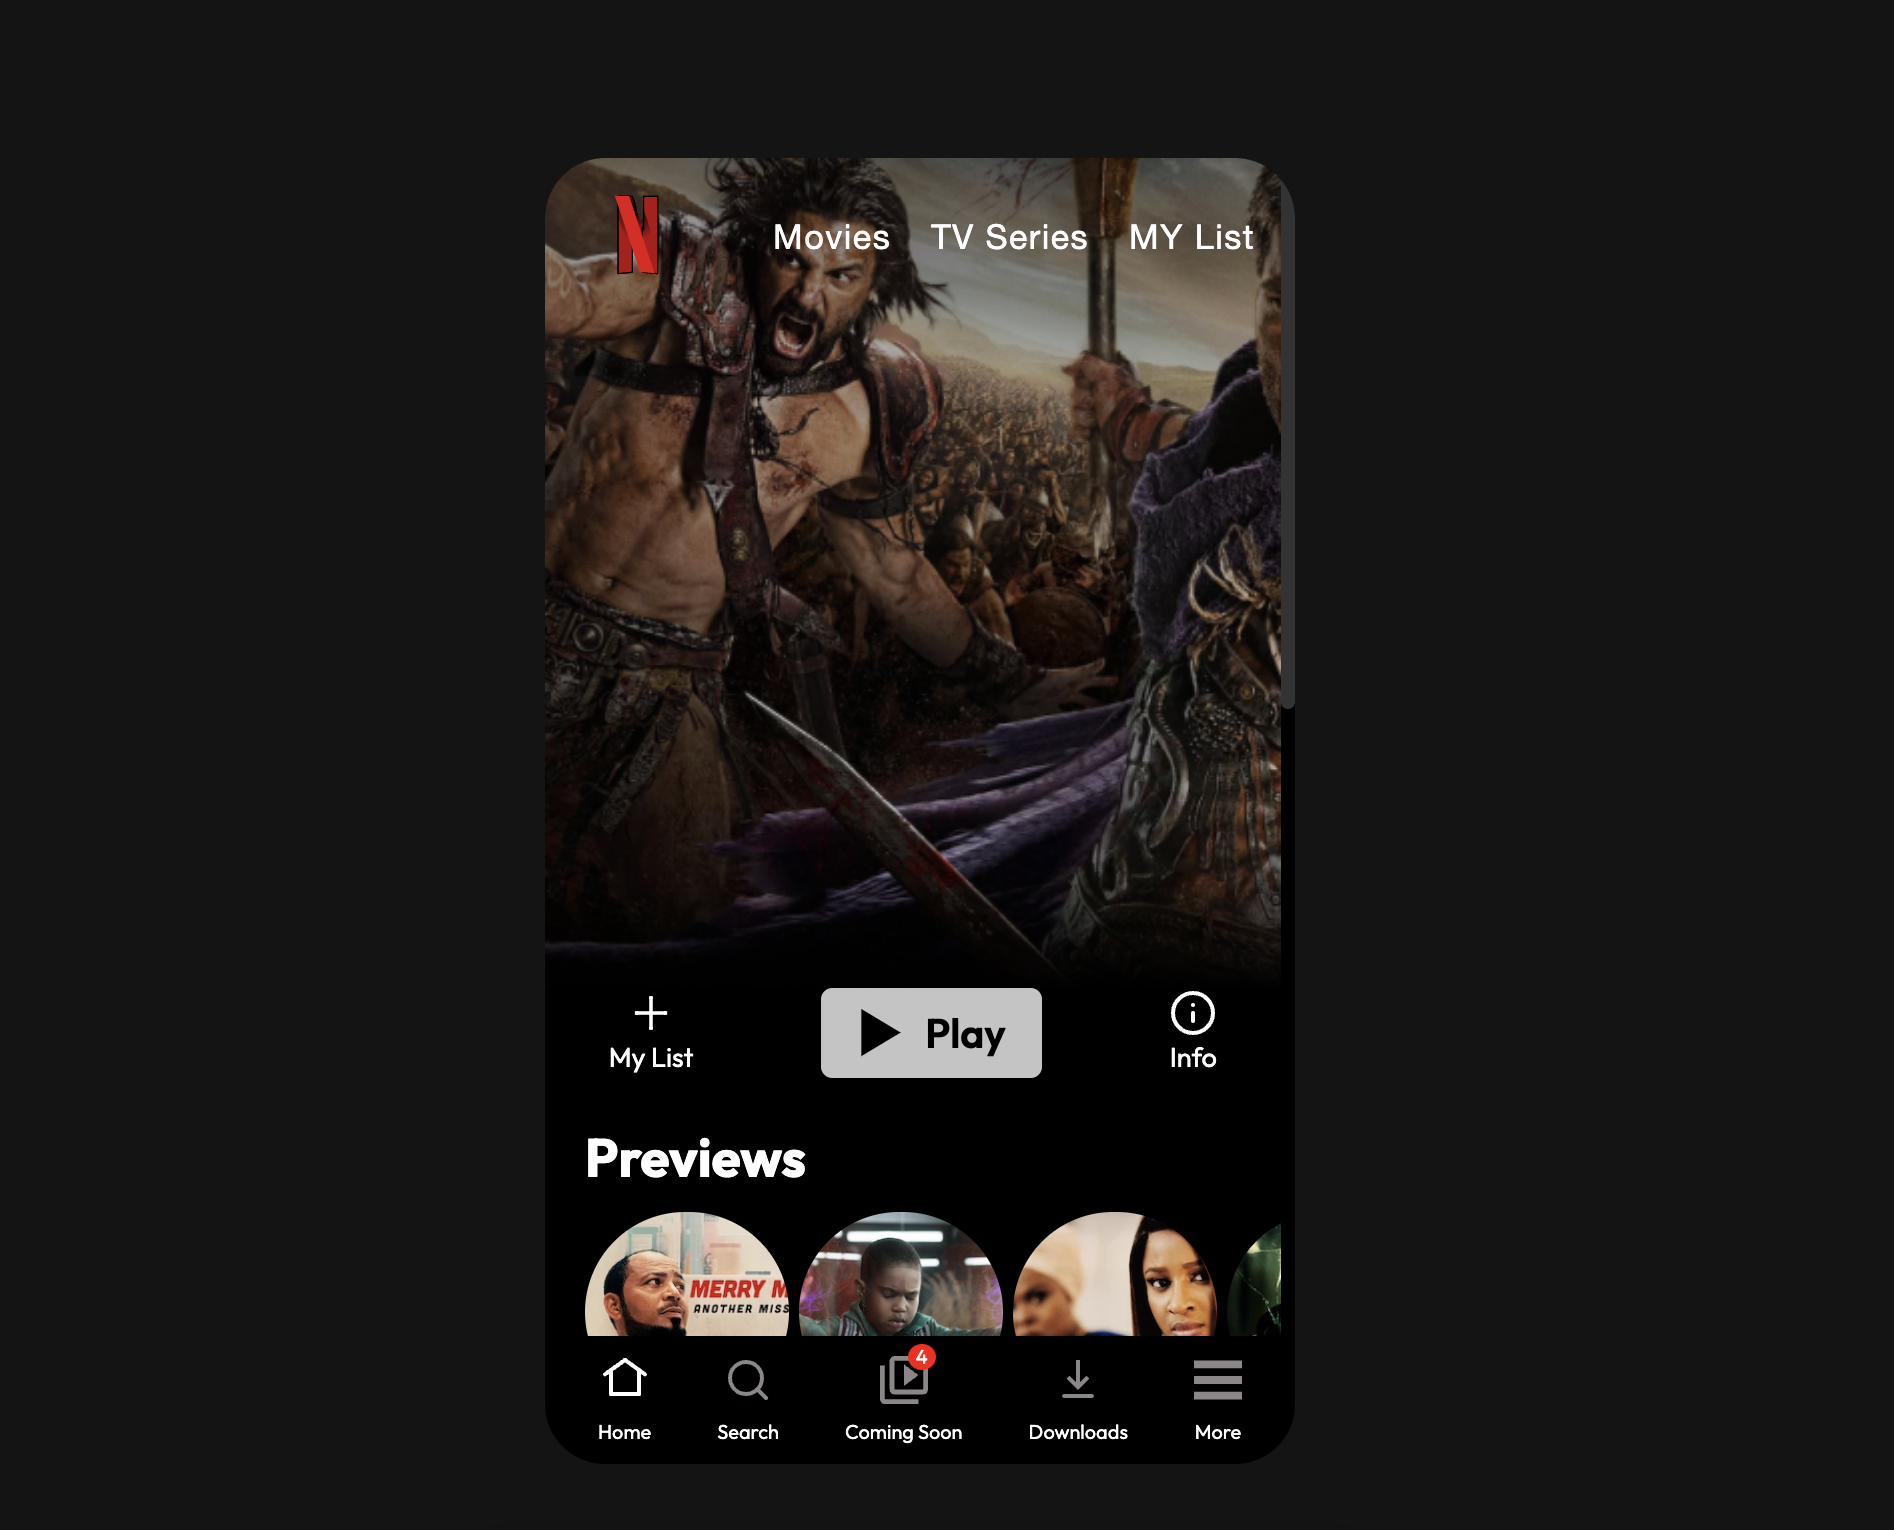 N
Movies TV Series MY List
My List
Play
Info
Previews
MERRY M
ANOTHER MISS
4
Home
Search
Coming Soon
Downloads
More